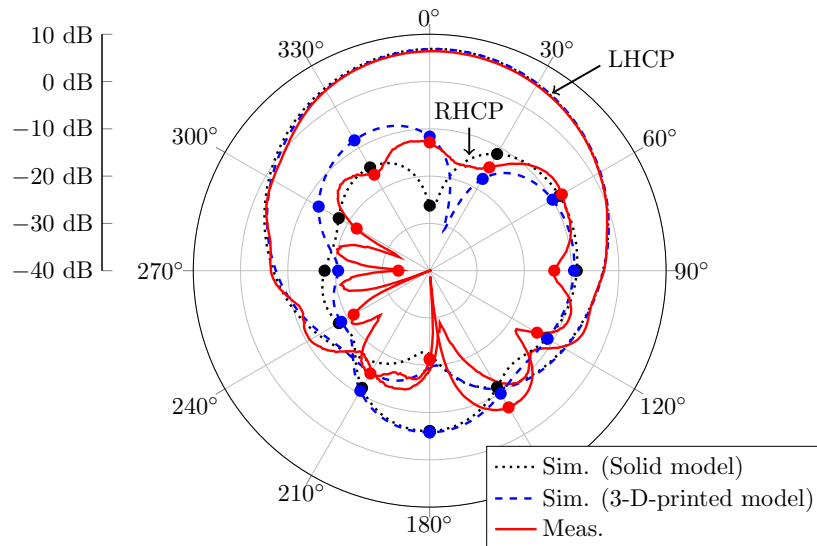 0°
10 dB
0 dB
−10 dB
−20 dB
−30 dB
−40 dB
330°
30°
LHCP
RHCP
300°
60°
270°
90°
240°
120°
210°
180°
Sim. (Solid model)
Sim. (3-D-printed model)
Meas.